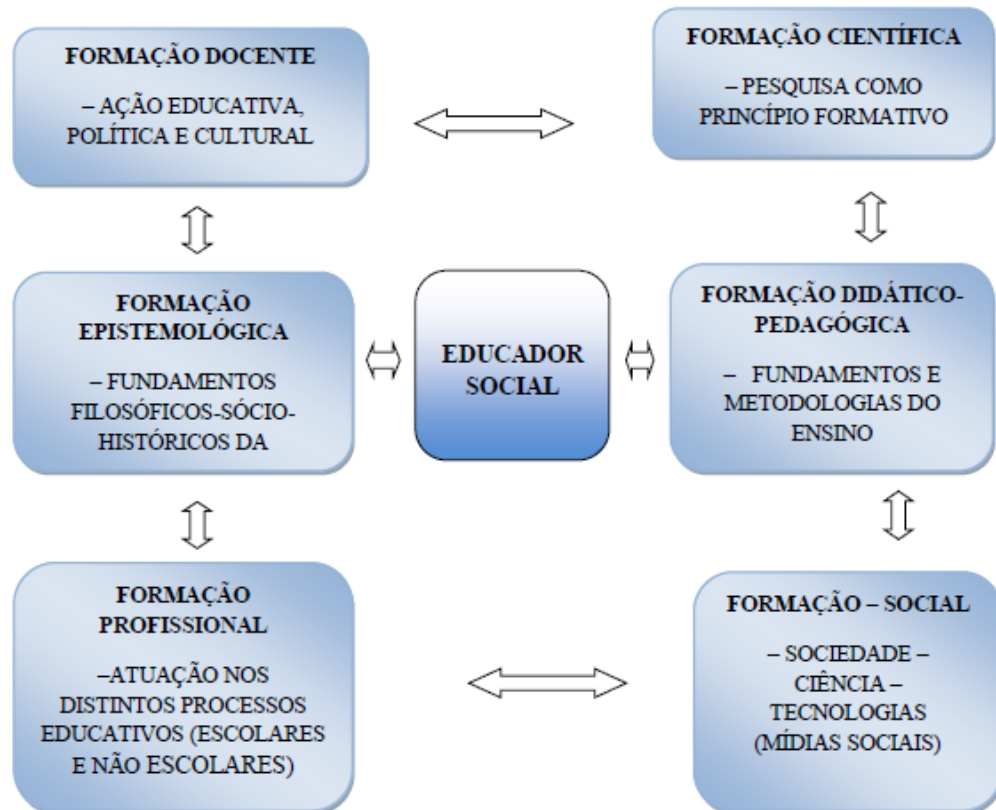 FORMAÇÃO DOCENTE
– AÇÃO EDUCATIVA,
POLÍTICA E CULTURAL
FORMAÇÃO CIENTÍFICA
– PESQUISA COMO
PRINCÍPIO FORMATIVO
FORMAÇÃO
EPISTEMOLÓGICA
– FUNDAMENTOS
FILOSÓFICOS-SÓCIO-
HISTÓRICOS DA
EDUCADOR
SOCIAL
FORMAÇÃO DIDÁTICO-
PEDAGÓGICA
– FUNDAMENTOS E
METODOLOGIAS DO
ENSINO
FORMAÇÃO
PROFISSIONAL
–ATUAÇÃO NOS
DISTINTOS PROCESSOS
EDUCATIVOS (ESCOLARES
E NÃO ESCOLARES)
FORMAÇÃO – SOCIAL
– SOCIEDADE –
CIÊNCIA –
TECNOLOGIAS
(MÍDIAS SOCIAIS)